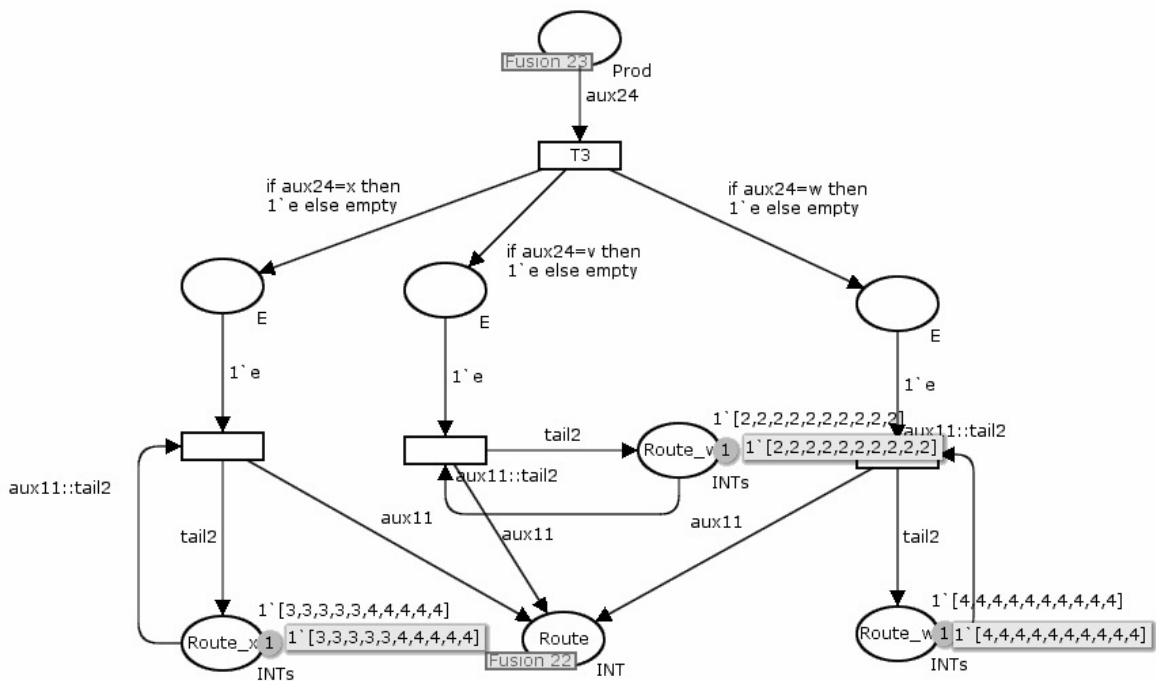 Fusion 23
Prod
aux24
T3
if aux24=x then
1`e else empty
if aux24=v then
1`e else empty
if aux24=w then
1`e else empty
E
E
E
1`e
1`e
1`e
tail2
Route_v
1
1`[2,2,2,2,2,2,2,2,2,2]
1`[2,2,2,2,2,2,2,2,2,2]
INTs
aux11::tail2
aux11::tail2
aux11::tail2
tail2
aux11
aux11
aux11
tail2
Route_x
1
1`[3,3,3,3,3,4,4,4,4,4]
1`[3,3,3,3,3,4,4,4,4,4]
INTs
Route
Fusion 22
INT
Route_w
1
1`[4,4,4,4,4,4,4,4,4,4]
1`[4,4,4,4,4,4,4,4,4,4]
INTs